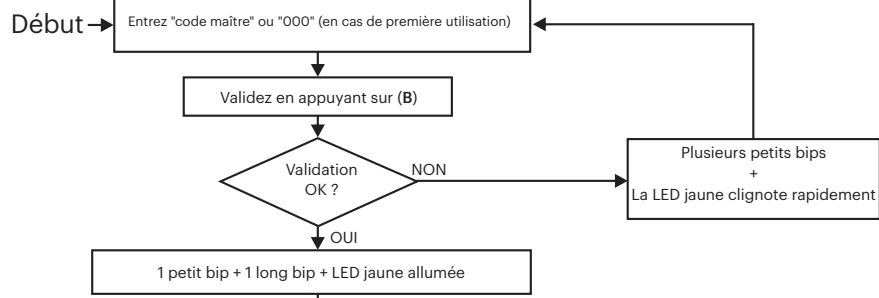 Début
Entrez "code maître" ou "000" (en cas de première utilisation)
Validez en appuyant sur (B)
Validation
OK ?
NON
Plusieurs petits bips
+
La LED jaune clignote rapidement
OUI
1 petit bip + 1 long bip + LED jaune allumée